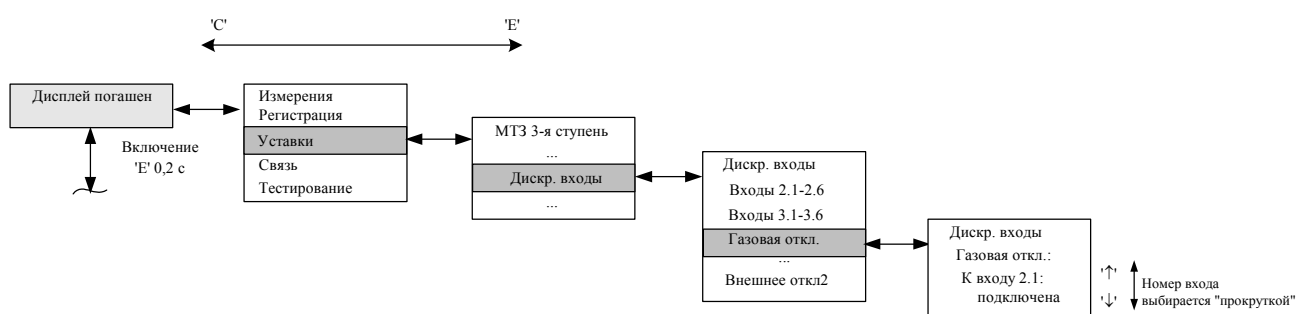 'C'
'E'
Дисплей погашен
Включение
'E' 0,2 с
Измерения
Регистрация
Уставки
Связь
Тестирование
МТЗ 3-я ступень
...
Дискр. входы
...
Дискр. входы
Входы 2.1-2.6
Входы 3.1-3.6
Газовая откл.
...
Внешнее откл2
Дискр. входы
Газовая откл.:
К входу 2.1:
подключена
'↑'
'↓'
Номер входа
выбирается "прокруткой"